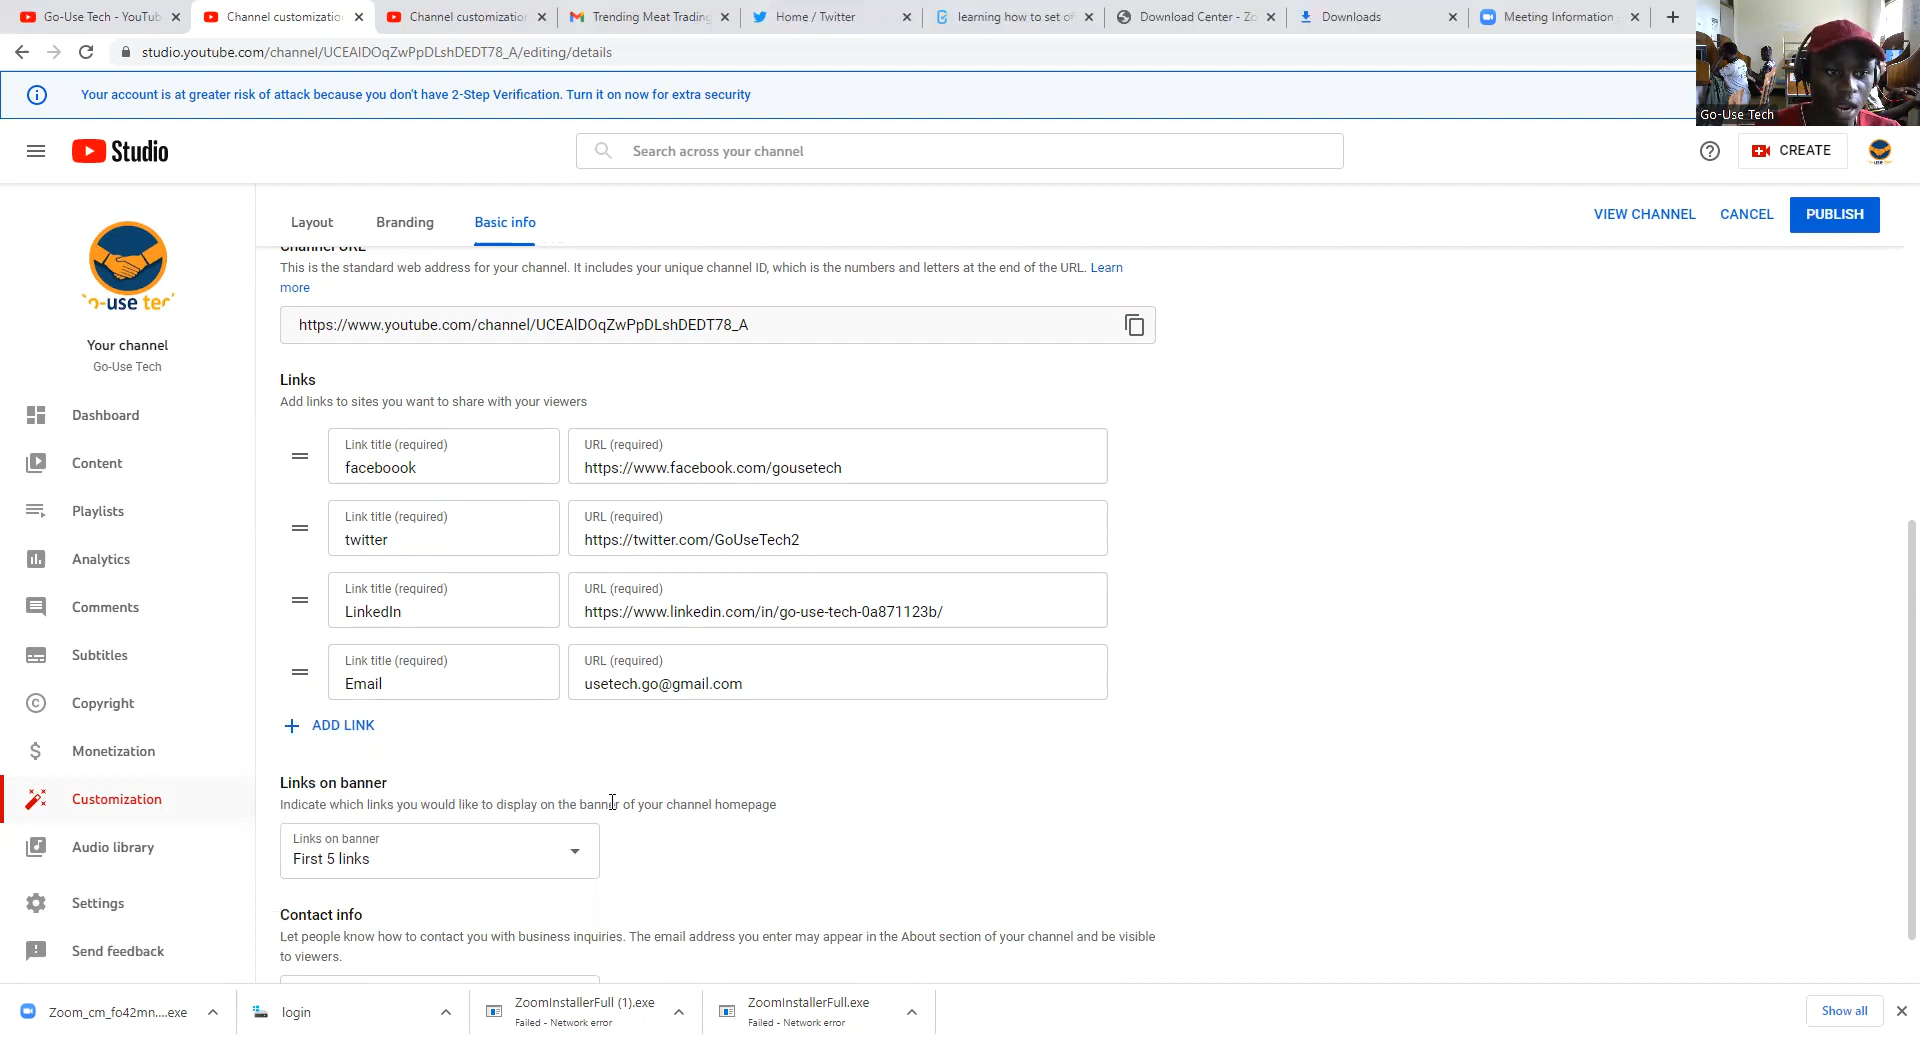 Go-Use Tech - YouTub
Channel customizatio
Channel customizatio
Trending Meat Trading
Home / Twitter
learning how to set of
Download Center - Zo
Downloads
Meeting Information
studio.youtube.com/channel/UCEAlDOqZwPpDLshDEDT78_A/editing/details
Go-Use Tech
Your account is at greater risk of attack because you don't have 2-Step Verification. Turn it on now for extra security
Studio
Search across your channel
CREATE
Layout
Branding
Basic info
VIEW CHANNEL
CANCEL
PUBLISH
Your channel
Go-Use Tech
Dashboard
Content
Playlists
Analytics
Comments
Subtitles
Copyright
Monetization
Customization
Audio library
Settings
Send feedback
Channel URL
This is the standard web address for your channel. It includes your unique channel ID, which is the numbers and letters at the end of the URL. Learn
more
https://www.youtube.com/channel/UCEAlDOqZwPpDLshDEDT78_A
Links
Add links to sites you want to share with your viewers
Link title (required)
faceboook
URL (required)
https://www.facebook.com/gousetech
Link title (required)
twitter
URL (required)
https://twitter.com/GoUseTech2
Link title (required)
LinkedIn
URL (required)
https://www.linkedin.com/in/go-use-tech-0a871123b/
Link title (required)
Email
URL (required)
usetech.go@gmail.com
ADD LINK
Links on banner
Indicate which links you would like to display on the banner of your channel homepage
Links on banner
First 5 links
Contact info
Let people know how to contact you with business inquiries. The email address you enter may appear in the About section of your channel and be visible
to viewers.
Zoom_cm_fo42mn....exe
login
ZoomInstallerFull (1).exe
Failed - Network error
ZoomInstallerFull.exe
Failed - Network error
Show all